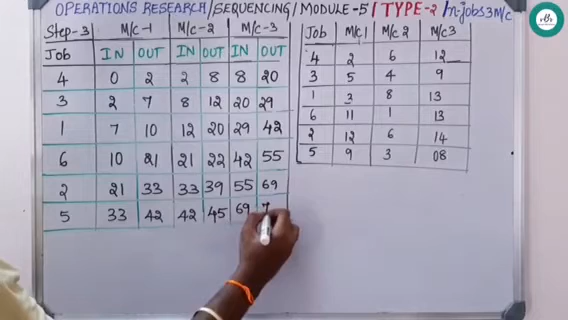 OPERATIONS RESEARCH/SEQUENCING/MODULE-5/TYPE-2/n-jobs3M/c
Step-3 M/c-1 M/c-2 M/c-3
Job IN OUT IN OUT IN OUT
4 0 2 2 8 8 20
3 2 7 8 12 20 29
1 7 10 12 20 29 42
6 10 21 21 22 42 55
2 21 33 33 39 55 69
5 33 42 42 45 69 7
Job M/c1 M/c2 M/c3
4 2 6 12
3 5 4 9
1 3 8 13
6 11 1 13
2 12 6 14
5 9 3 08